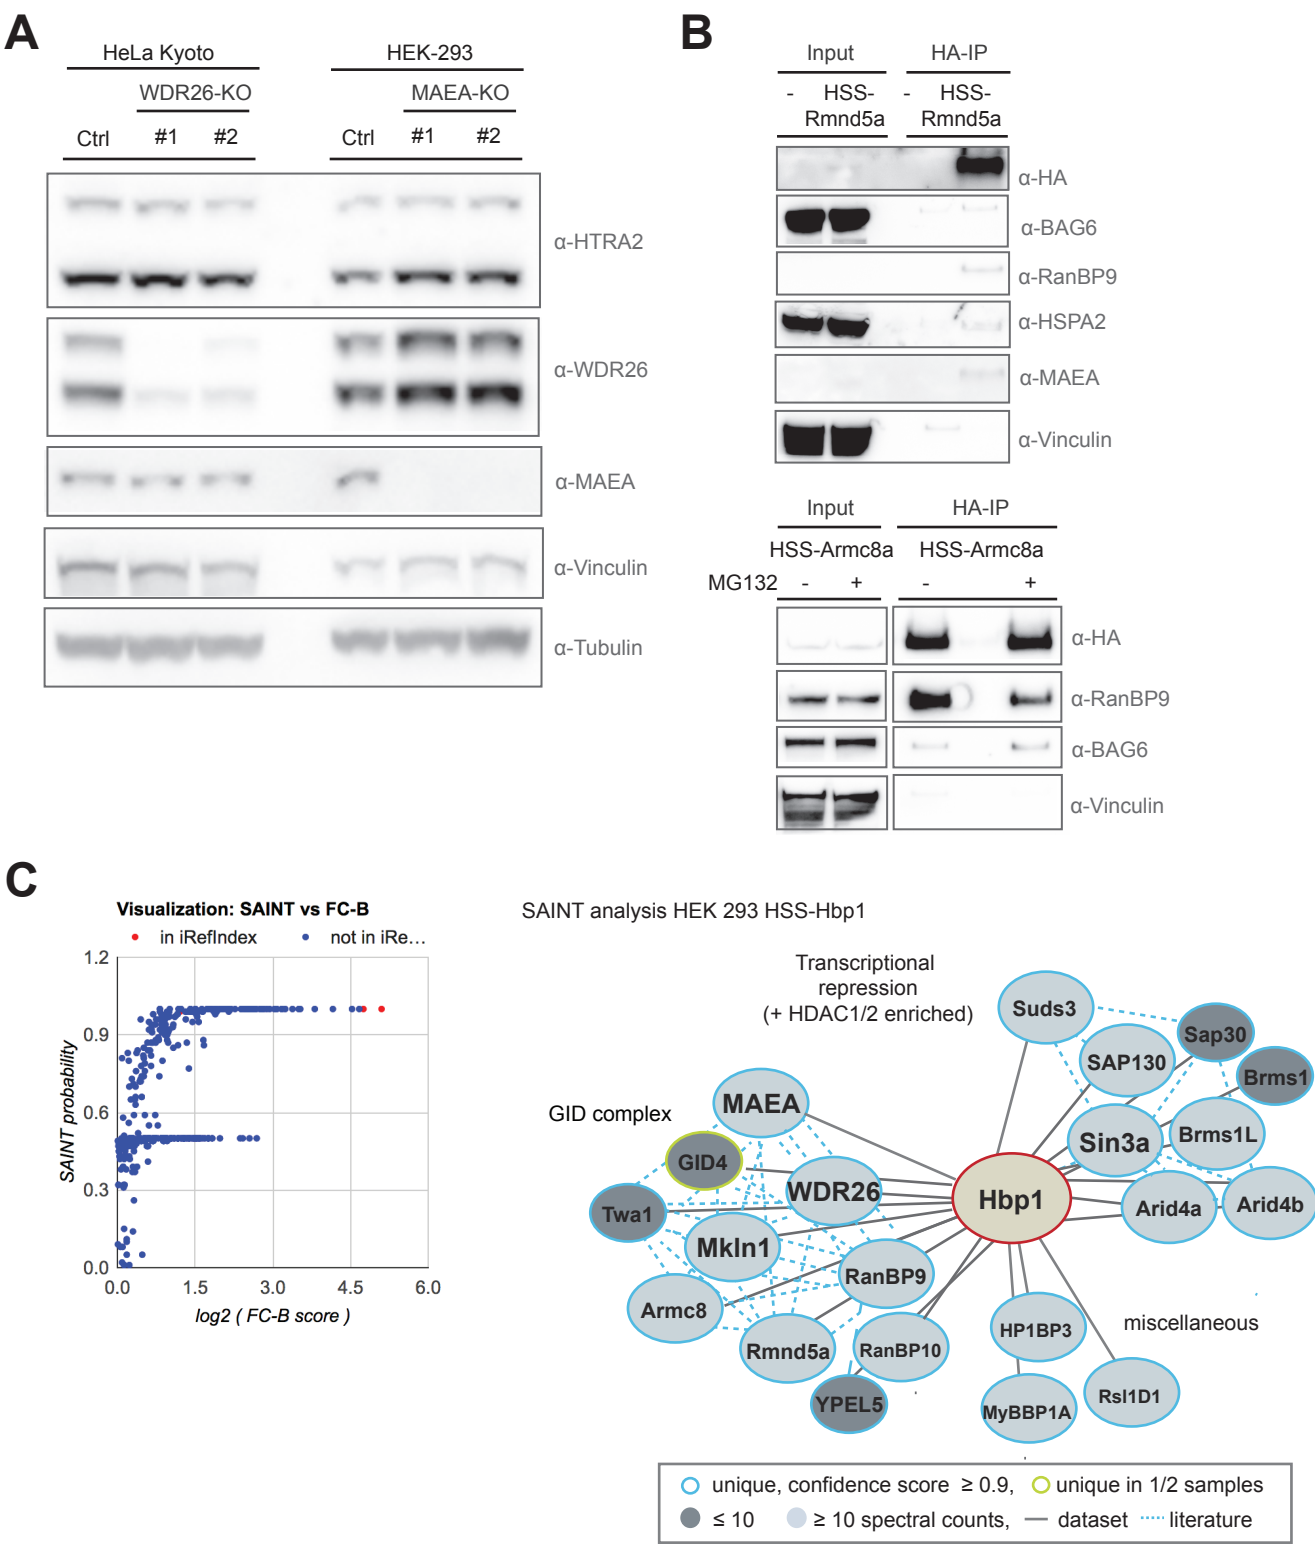 A
HeLa Kyoto
HEK-293
WDR26-KO
MAEA-KO
Ctrl
#1
#2
Ctrl
#1
#2
α-HTRA2
α-WDR26
α-MAEA
α-Vinculin
α-Tubulin
B
Input
HA-IP
-
HSS-
Rmnd5a
-
HSS-
Rmnd5a
α-HA
α-BAG6
α-RanBP9
α-HSPA2
α-MAEA
α-Vinculin
Input
HA-IP
HSS-Armc8a
HSS-Armc8a
MG132
-
+
-
+
α-HA
α-RanBP9
α-BAG6
α-Vinculin
C
Visualization: SAINT vs FC-B
in iRefIndex
not in iRe…
1.2
0.9
0.6
0.3
0.0
SAINT probability
0.0
1.5
3.0
4.5
6.0
log2 ( FC-B score )
SAINT analysis HEK 293 HSS-Hbp1
Transcriptional
repression
(+ HDAC1/2 enriched)
Suds3
Sap30
SAP130
Brms1
Sin3a
Brms1L
Arid4a
Arid4b
Hbp1
GID complex
MAEA
GID4
WDR26
Twa1
Mkln1
RanBP9
Armc8
Rmnd5a
RanBP10
YPEL5
HP1BP3
miscellaneous
MyBBP1A
Rsl1D1
unique, confidence score ≥ 0.9,
unique in 1/2 samples
≤ 10
≥ 10 spectral counts,
dataset
literature